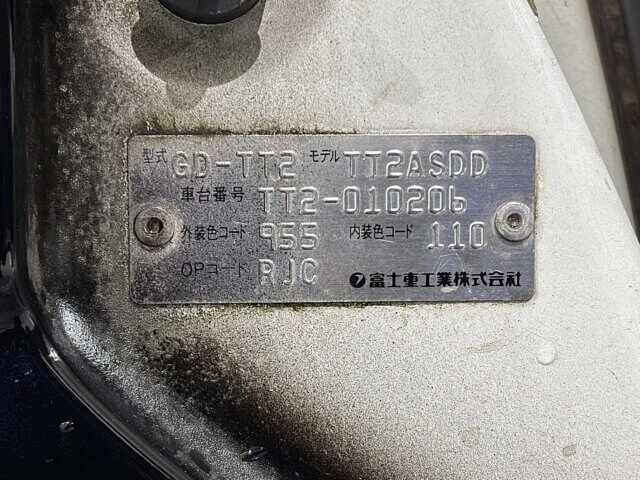 型式 GD-TT2 モデル TT2ASDD
車台番号 TT2-010206
外装色コード 955 内装色コード 110
OPコード RJC 富士重工業株式会社